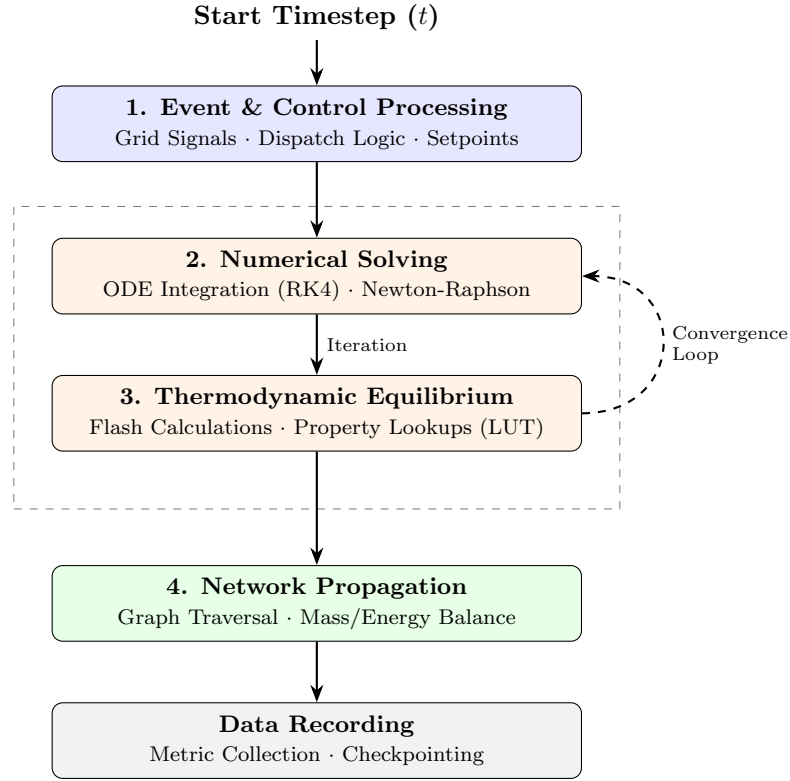 Start Timestep (t)
1. Event & Control Processing
Grid Signals · Dispatch Logic · Setpoints
2. Numerical Solving
ODE Integration (RK4) · Newton-Raphson
Iteration
Convergence
Loop
3. Thermodynamic Equilibrium
Flash Calculations · Property Lookups (LUT)
4. Network Propagation
Graph Traversal · Mass/Energy Balance
Data Recording
Metric Collection · Checkpointing